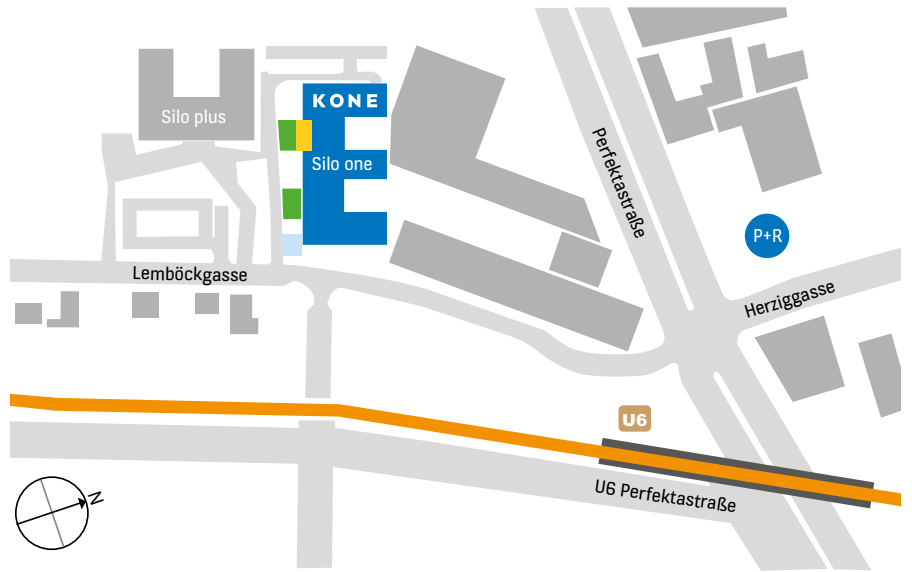 KONE
Silo plus
Silo one
Perfektastraße
P+R
Lemböckgasse
Herziggasse
U6
U6 Perfektastraße
N